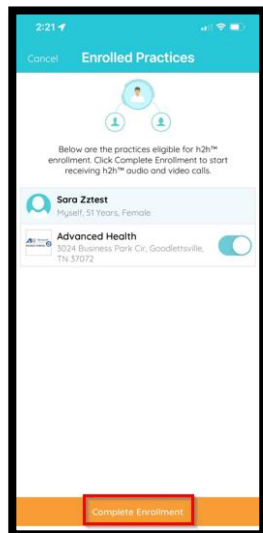 2:21
Cancel Enrolled Practices
Below are the practices eligible for h2h™
enrollment. Click Complete Enrollment to start
receiving h2h™ audio and video calls.
Sara Zztest
Myself, 51 Years, Female
Advanced Health
3024 Business Park Cir, Goodlettsville,
TN 37072
Complete Enrollment